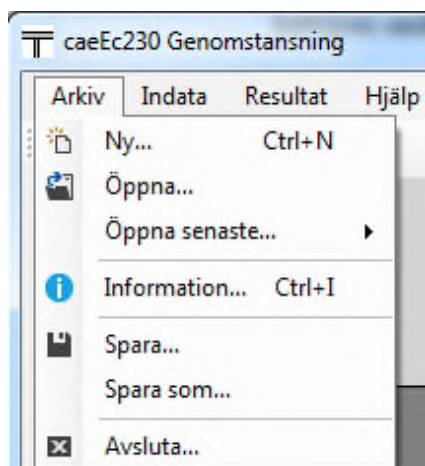 caeEc230 Genomstansning
Arkiv Indata Resultat Hjälp
Ny... Ctrl+N
Öppna...
Öppna senaste...
Information... Ctrl+I
Spara...
Spara som...
Avsluta...